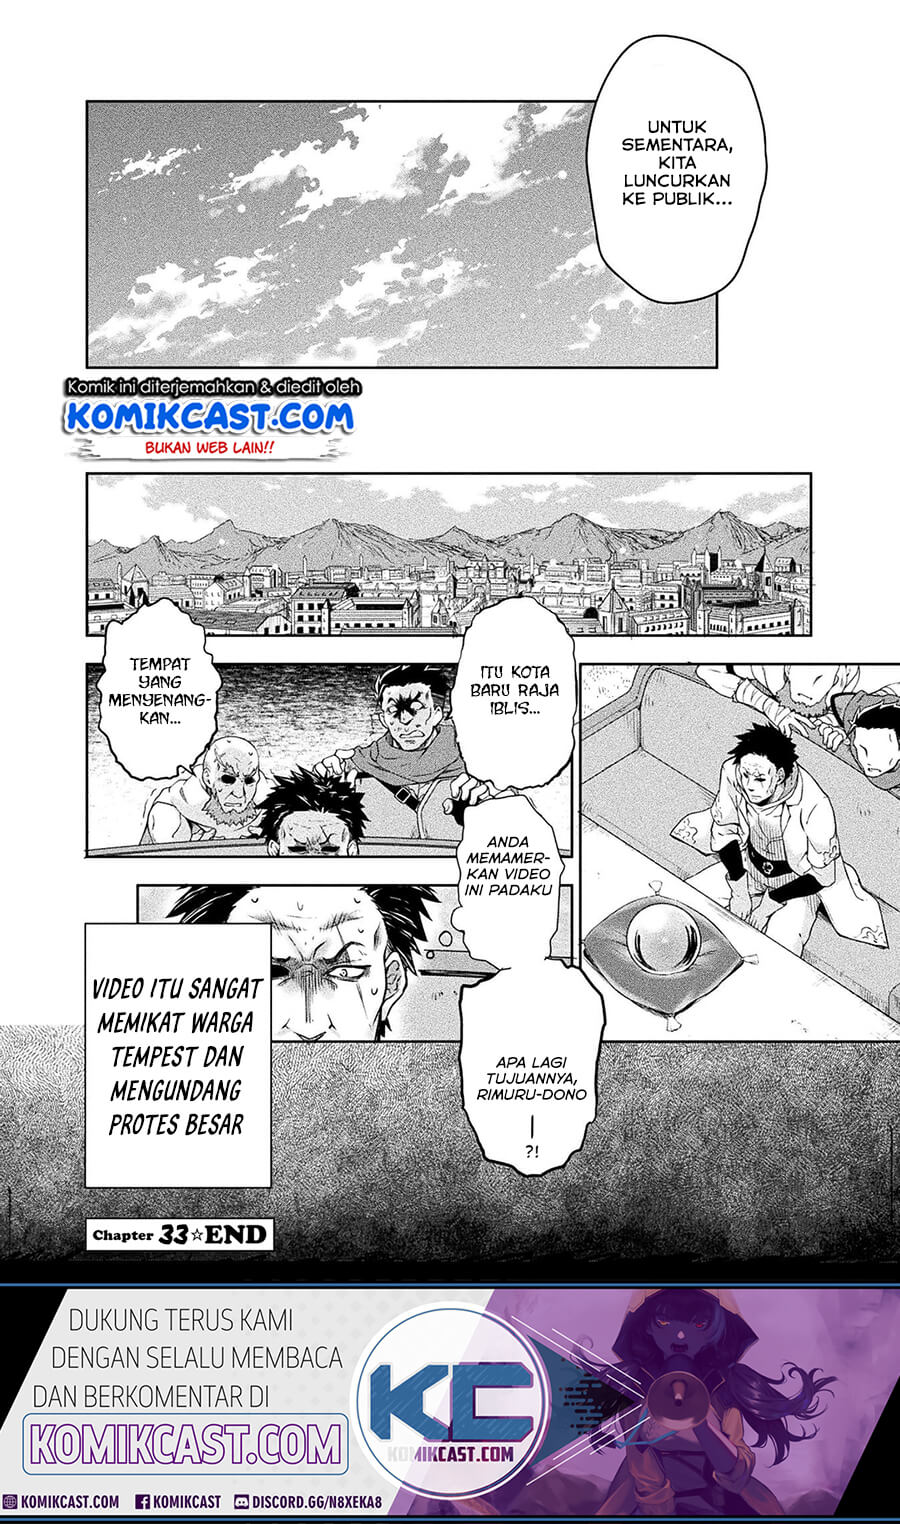 UNTUK
SEMENTARA,
KITA
LUNCURKAN
KE PUBLIK...
Komik ini diterjemahkan & diedit oleh
KOMIKCAST.COM
BUKAN WEB LAIN!!
ITU KOTA
BARU RAJA
IBLIS...
TEMPAT
YANG
MENYENANG-
KAN...
ANDA
MEMAMER-
KAN VIDEO
INI PADAKU
APA LAGI
TUJUANNYA,
RIMURU-DONO
|
?!
VIDEO ITU SANGAT
MEMIKAT WARGA
TEMPEST DAN
MENGUNDANG
PROTES BESAR
Chapter 33☆END
DUKUNG TERUS KAMI
DENGAN SELALU MEMBACA
DAN BERKOMENTAR DI
KOMIKCAST.COM
KC
KOMIKCAST.COM
KOMIKCAST.COM KOMIKCAST DISCORD.GG/N8XEKA8